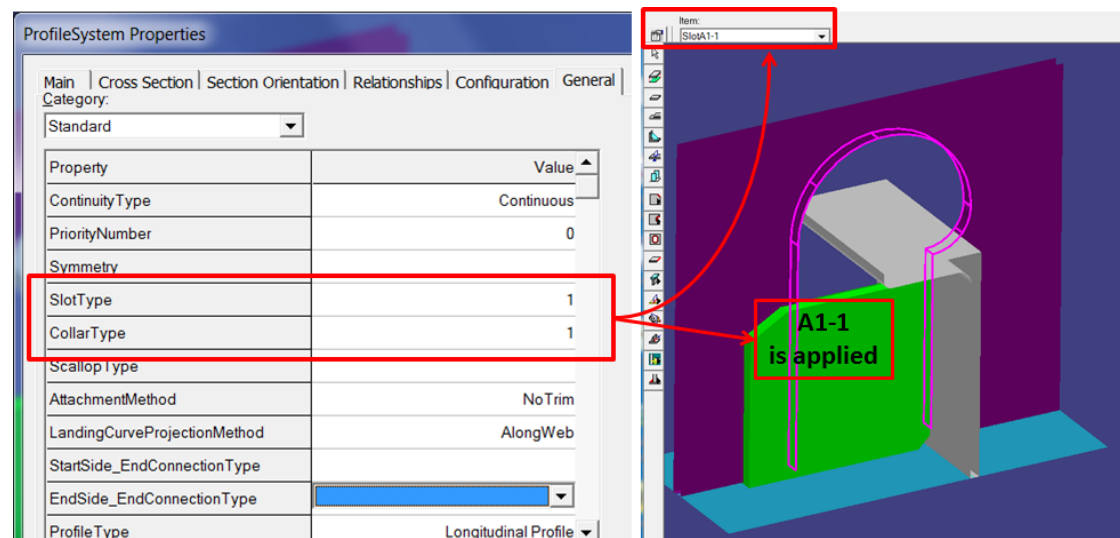 ProfileSystem Properties
Main Cross Section Section Orientation Relationships Configuration General
Category:
Standard
Property Value
ContinuityType Continuous
PriorityNumber 0
Symmetry
SlotType 1
CollarType 1
ScallopType
AttachmentMethod NoTrim
LandingCurveProjectionMethod AlongWeb
StartSide_EndConnectionType
EndSide_EndConnectionType
ProfileType Longitudinal Profile
Item:
SlotA1-1
A1-1
is applied